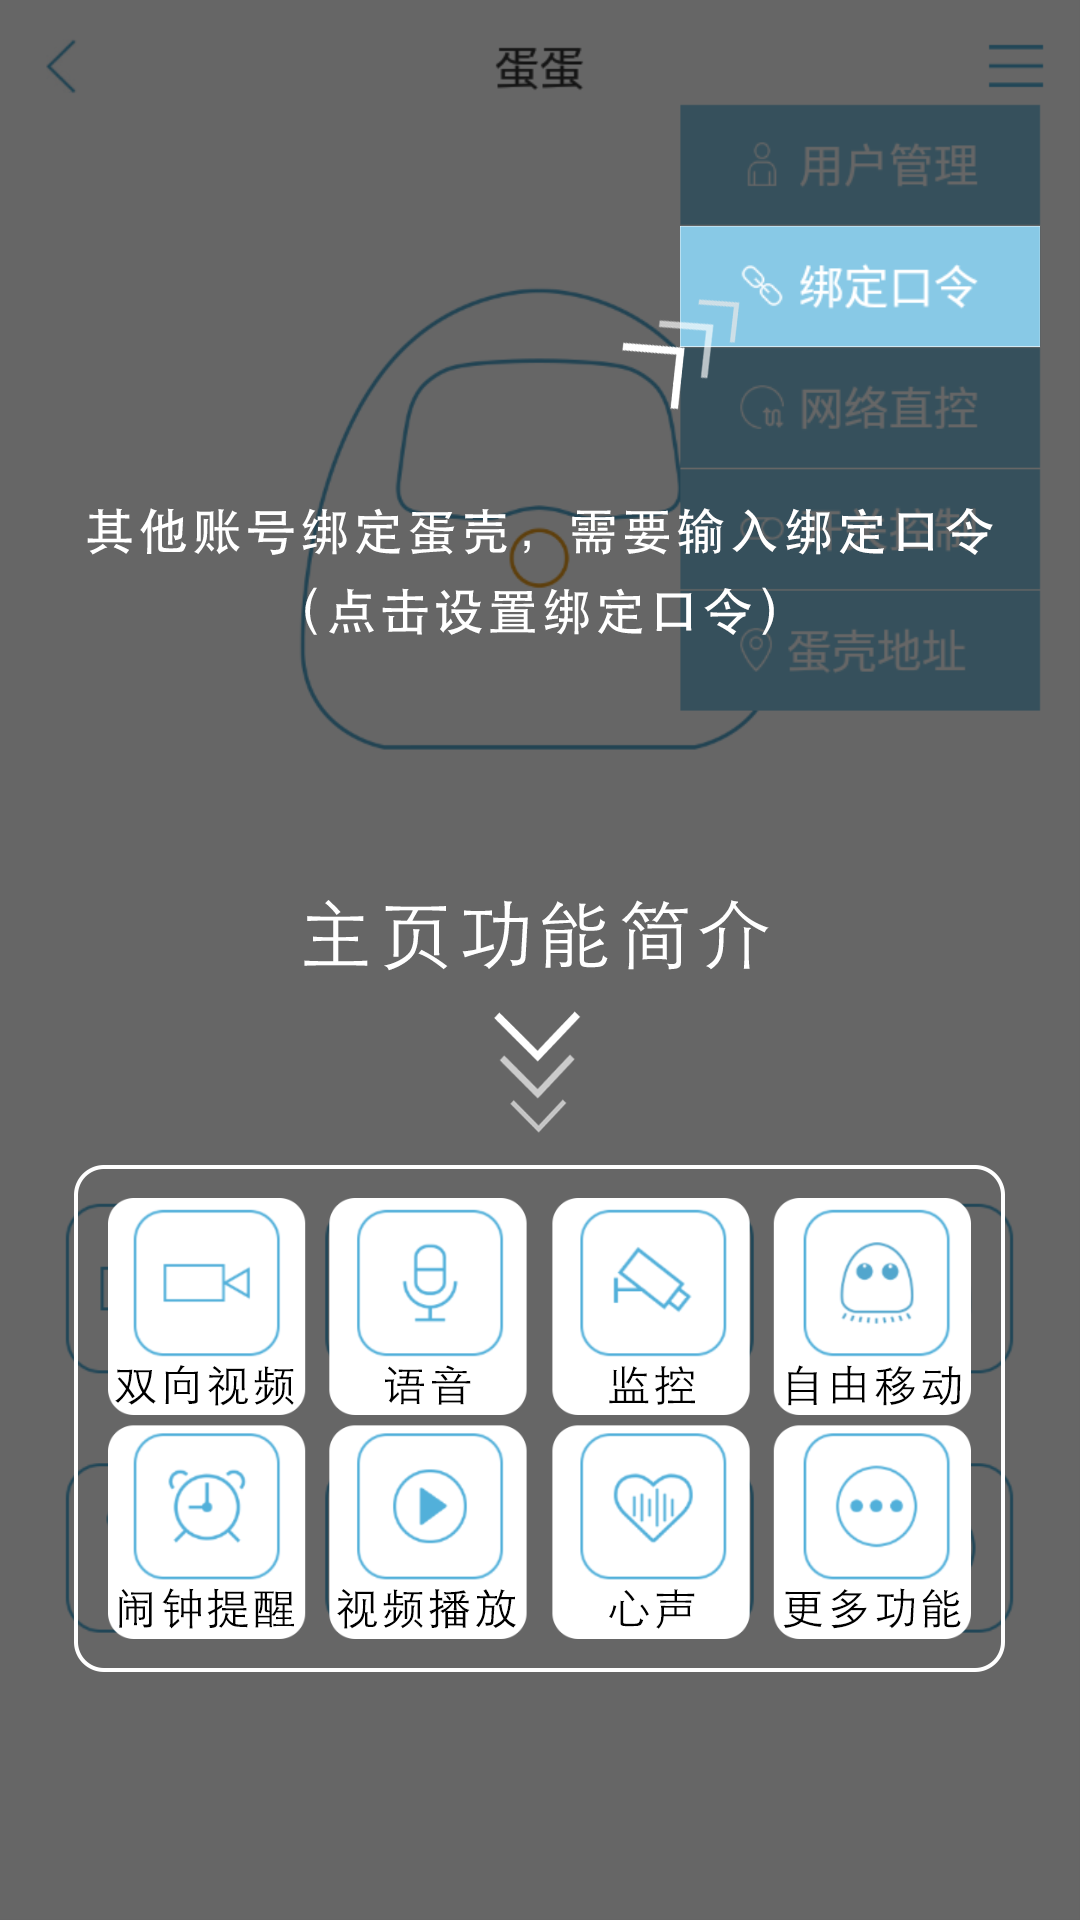 蛋蛋
用户管理
绑定口令
网络直控
其他账号绑定蛋壳，需要输入绑定口令
（点击设置绑定口令）
蛋壳地址
主页功能简介
双向视频
语音
监控
自由移动
闹钟提醒
视频播放
心声
更多功能